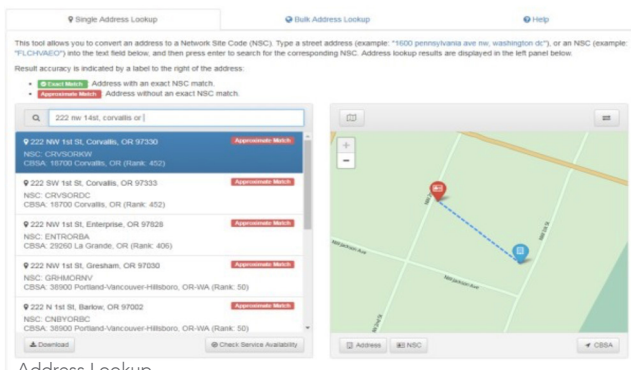 Single Address Lookup
Bulk Address Lookup
Help
This tool allows you to convert an address to a Network Site Code (NSC). Type a street address (example: "1600 pennsylvania ave nw, washington dc"), or an NSC (example:
"FLCHVAEO") into the text field below, and then press enter to search for the corresponding NSC. Address lookup results are displayed in the left panel below.
Result accuracy is indicated by a label to the right of the address:
Exact Match Address with an exact NSC match.
Approximate Match Address without an exact NSC match.
222 nw 14st, corvallis or
222 NW 1st St, Corvallis, OR 97330 Approximate Match
NSC: CRVSORKW
CBSA: 18700 Corvallis, OR (Rank: 452)
222 SW 1st St, Corvallis, OR 97333 Approximate Match
NSC: CRVSORDC
CBSA: 18700 Corvallis, OR (Rank: 452)
222 NW 1st St, Enterprise, OR 97828 Approximate Match
NSC: ENTRORBA
CBSA: 29260 La Grande, OR (Rank: 406)
222 NW 1st St, Gresham, OR 97030 Approximate Match
NSC: GRHMORNV
CBSA: 38900 Portland-Vancouver-Hillsboro, OR-WA (Rank: 50)
222 N 1st St, Barlow, OR 97002 Approximate Match
NSC: CNBYORBC
CBSA: 38900 Portland-Vancouver-Hillsboro, OR-WA (Rank: 50)
Download
Check Service Availability
+
-
NW Jackson Ave
NW Jackson Ave
Address
NSC
CBSA
Address Lookup